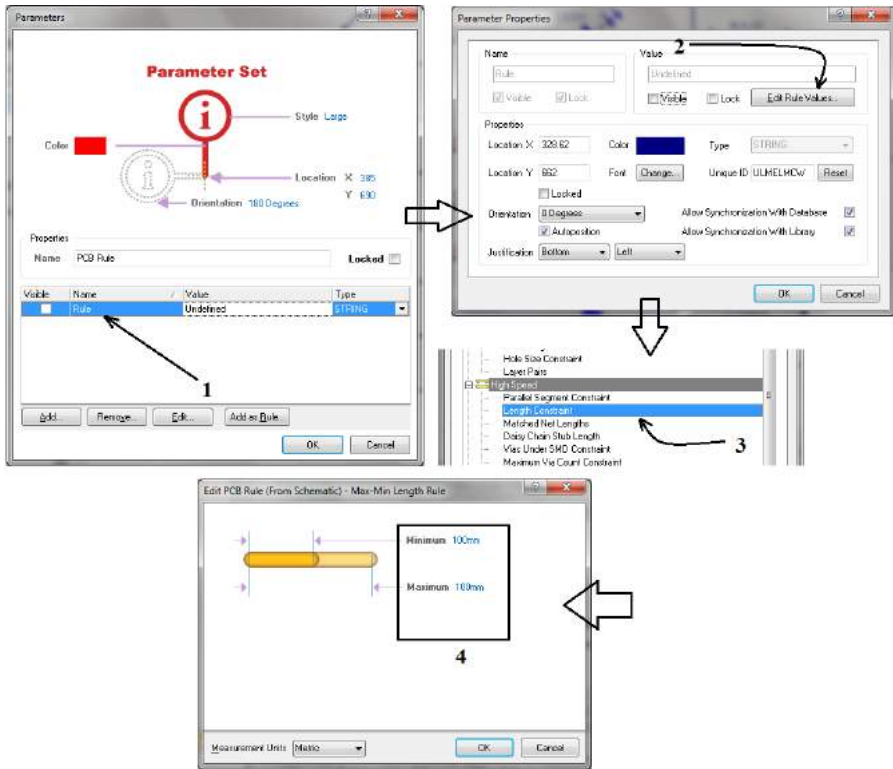 Parameters
Parameter Set
Style Large
Color
Location X 385
Y 690
Orientation 180 Degrees
Properties
Name PCB Rule Locked
Visible Name Value Type
Rule Undefined STRING
1
Add... Remove... Edit... Add as Rule...
OK Cancel
Parameter Properties
2
Name Value
Rule Undefined
Visible Lock Visible Lock Edit Rule Values...
Properties
Location X 328.62 Color Type STRING
Location Y 662 Font Change... Unique ID ULMELMCW Reset
Locked
Orientation 0 Degrees Allow Synchronization With Database
Autoposition Allow Synchronization With Library
Justification Bottom Left
OK Cancel
Hole Size Constraint
Layer Pairs
High Speed
Parallel Segment Constraint
Length Constraint
Matched Net Lengths
Daisy Chain Stub Length
Vias Under SMD Constraint
Maximum Via Count Constraint
3
Edit PCB Rule (From Schematic) - Max-Min Length Rule
Minimum 100mm
Maximum
4
Measurement Units Metric OK Cancel